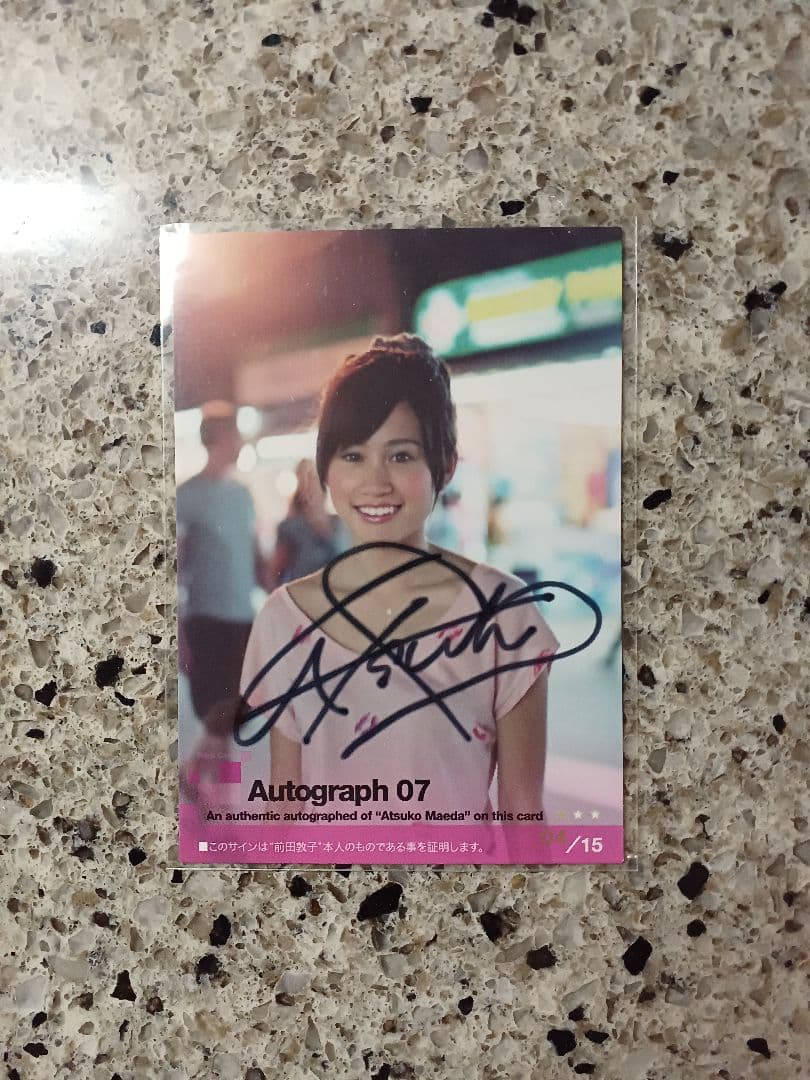 Atsuko
Autograph 07
An authentic autographed of "Atsuko Maeda" on this card
■このサインは"前田敦子"本人のものである事を証明します。
04/15